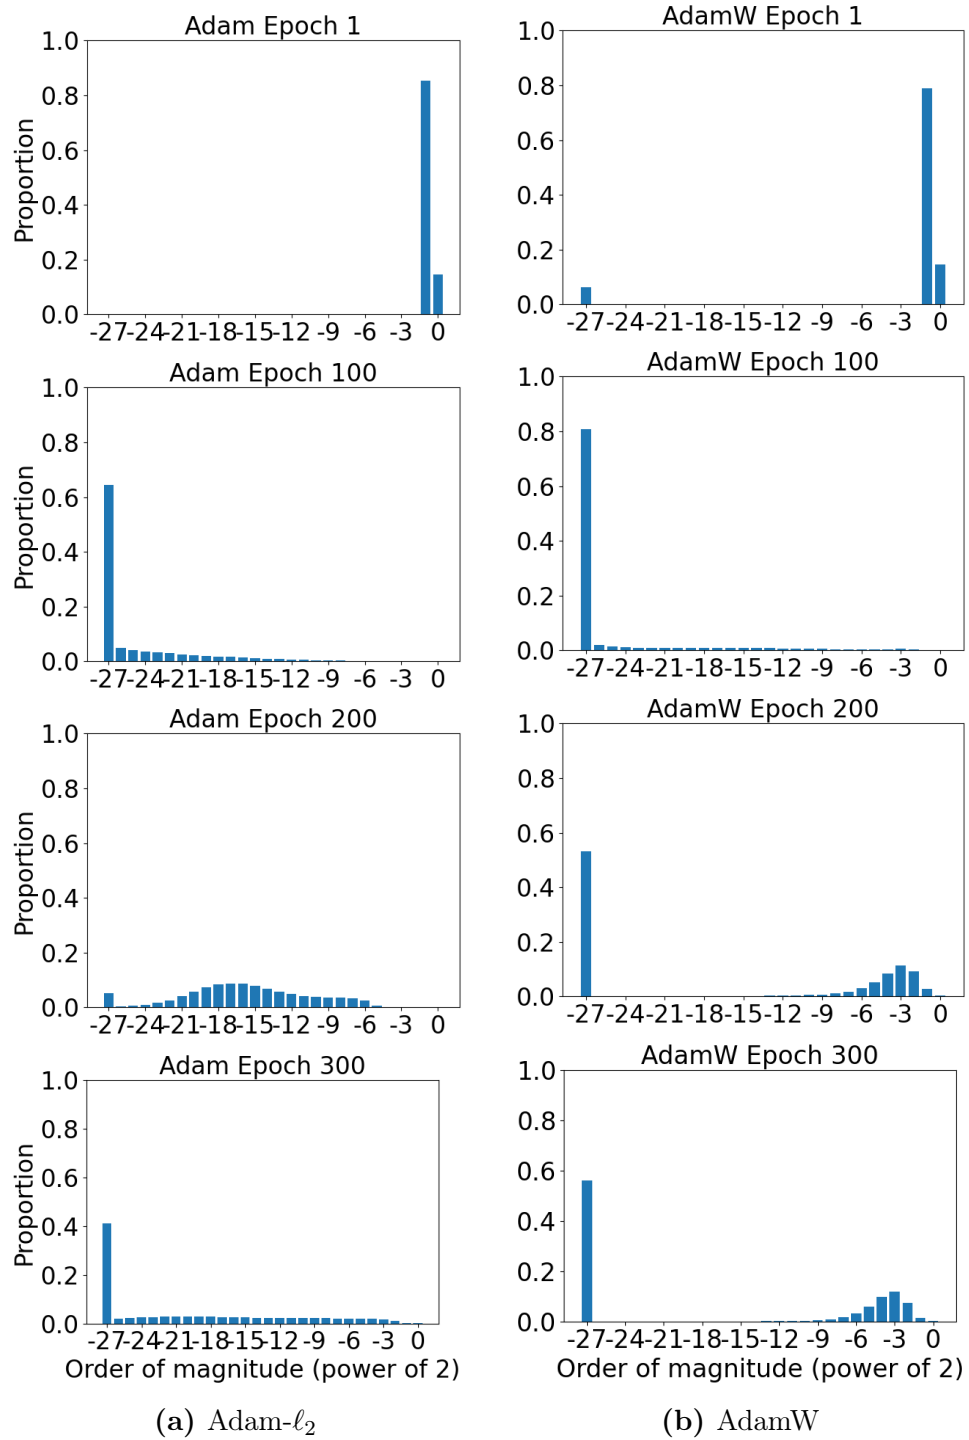 Adam Epoch 1
1.0
0.8
0.6
0.4
0.2
0.0
Proportion
-27 -24 -21 -18 -15 -12 -9 -6 -3 0
AdamW Epoch 1
1.0
0.8
0.6
0.4
0.2
0.0
-27 -24 -21 -18 -15 -12 -9 -6 -3 0
Adam Epoch 100
1.0
0.8
0.6
0.4
0.2
0.0
Proportion
-27 -24 -21 -18 -15 -12 -9 -6 -3 0
AdamW Epoch 100
1.0
0.8
0.6
0.4
0.2
0.0
-27 -24 -21 -18 -15 -12 -9 -6 -3 0
Adam Epoch 200
1.0
0.8
0.6
0.4
0.2
0.0
Proportion
-27 -24 -21 -18 -15 -12 -9 -6 -3 0
AdamW Epoch 200
1.0
0.8
0.6
0.4
0.2
0.0
-27 -24 -21 -18 -15 -12 -9 -6 -3 0
Adam Epoch 300
1.0
0.8
0.6
0.4
0.2
0.0
Proportion
-27 -24 -21 -18 -15 -12 -9 -6 -3 0
Order of magnitude (power of 2)
AdamW Epoch 300
1.0
0.8
0.6
0.4
0.2
0.0
-27 -24 -21 -18 -15 -12 -9 -6 -3 0
Order of magnitude (power of 2)
(a) Adam-ℓ₂
(b) AdamW